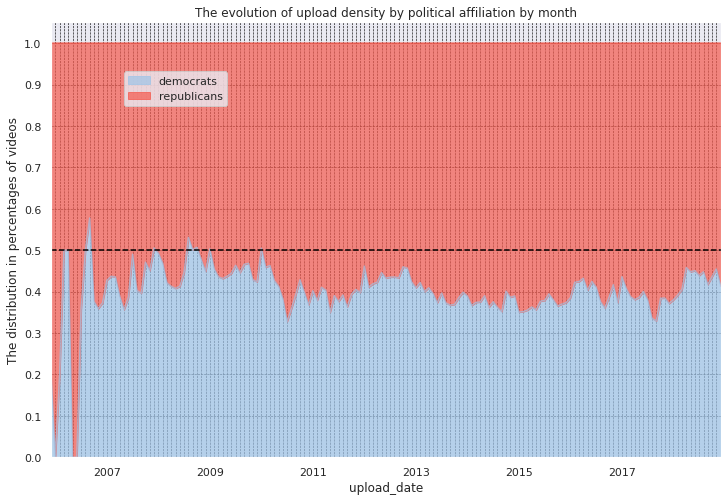 The evolution of upload density by political affiliation by month
1.0
0.9
0.8
0.7
0.6
0.5
0.4
0.3
0.2
0.1
0.0
The distribution in percentages of videos
democrats
republicans
2007 2009 2011 2013 2015 2017
upload_date